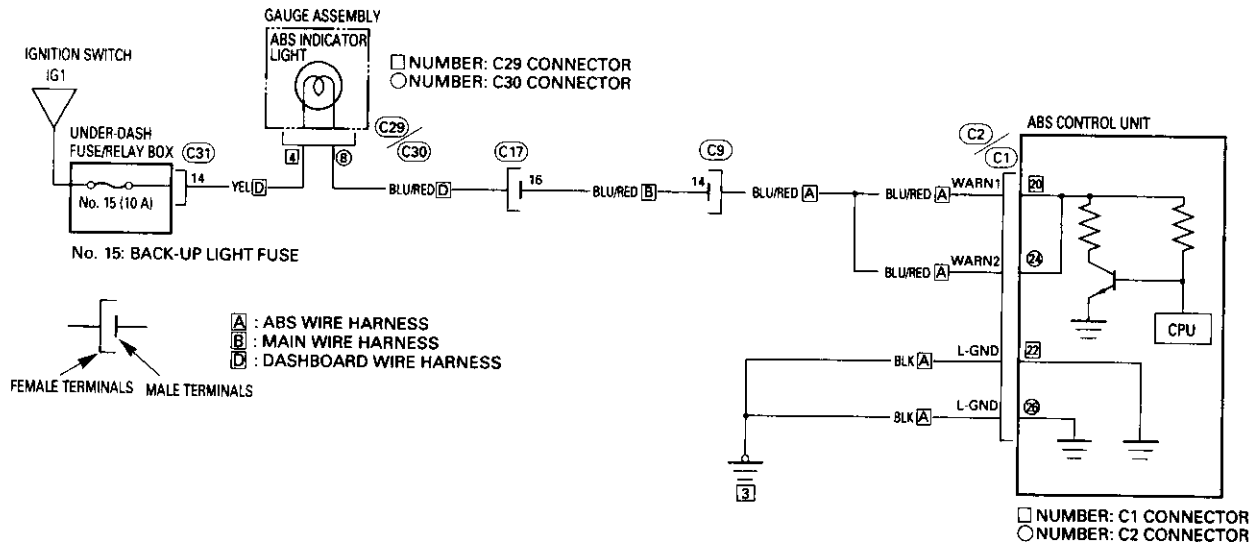 GAUGE ASSEMBLY
ABS INDICATOR
LIGHT
IGNITION SWITCH
IG1
□ NUMBER: C29 CONNECTOR
○ NUMBER: C30 CONNECTOR
UNDER-DASH
FUSE/RELAY BOX
C31
14
No. 15 (10 A)
No. 15: BACK-UP LIGHT FUSE
YEL D
4
8
C29
C30
BLU/RED D
C17
16
BLU/RED B
C9
14
BLU/RED A
C2
C1
ABS CONTROL UNIT
BLU/RED A
WARN1
20
BLU/RED A
WARN2
24
CPU
BLK A
L-GND
22
BLK A
L-GND
26
3
FEMALE TERMINALS
MALE TERMINALS
A : ABS WIRE HARNESS
B : MAIN WIRE HARNESS
D : DASHBOARD WIRE HARNESS
□ NUMBER: C1 CONNECTOR
○ NUMBER: C2 CONNECTOR